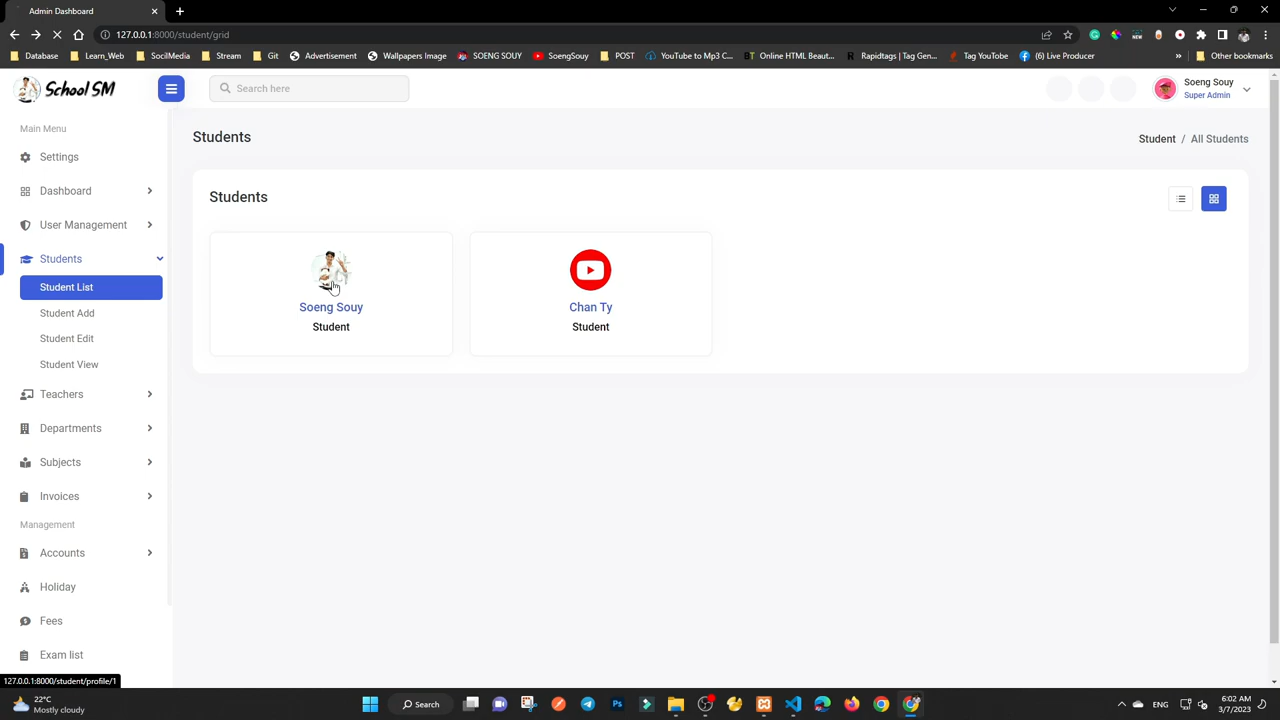 Admin Dashboard
127.0.0.1:8000/student/grid
Database
Learn_Web
SocilMedia
Stream
Git
Advertisement
Wallpapers Image
SOENG SOUY
SoengSouy
POST
YouTube to Mp3 C...
Online HTML Beaut...
Rapidtags | Tag Gen...
Tag YouTube
(6) Live Producer
»
Other bookmarks
School SM
Search here
Soeng Souy
Super Admin
Main Menu
Settings
Dashboard
User Management
Students
Student List
Student Add
Student Edit
Student View
Teachers
Departments
Subjects
Invoices
Management
Accounts
Holiday
Fees
Exam list
Students
Student / All Students
Students
Soeng Souy
Student
Chan Ty
Student
127.0.0.1:8000/student/profile/1
22°C
Mostly cloudy
Search
ENG
6:02 AM
3/7/2023